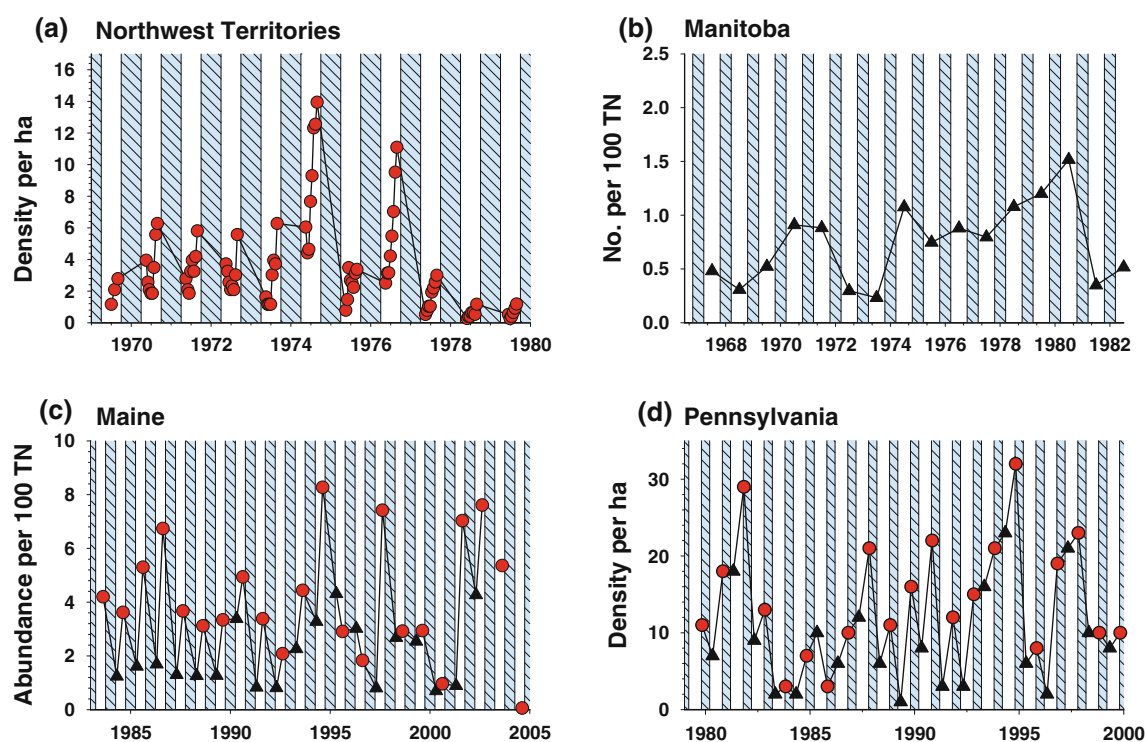 (a) Northwest Territories
Density per ha
16
14
12
10
8
6
4
2
0
1970 1972 1974 1976 1978 1980
(b) Manitoba
No. per 100 TN
2.5
2.0
1.5
1.0
0.5
0.0
1968 1970 1972 1974 1976 1978 1980 1982
(c) Maine
Abundance per 100 TN
10
8
6
4
2
0
1985 1990 1995 2000 2005
(d) Pennsylvania
Density per ha
30
20
10
0
1980 1985 1990 1995 2000